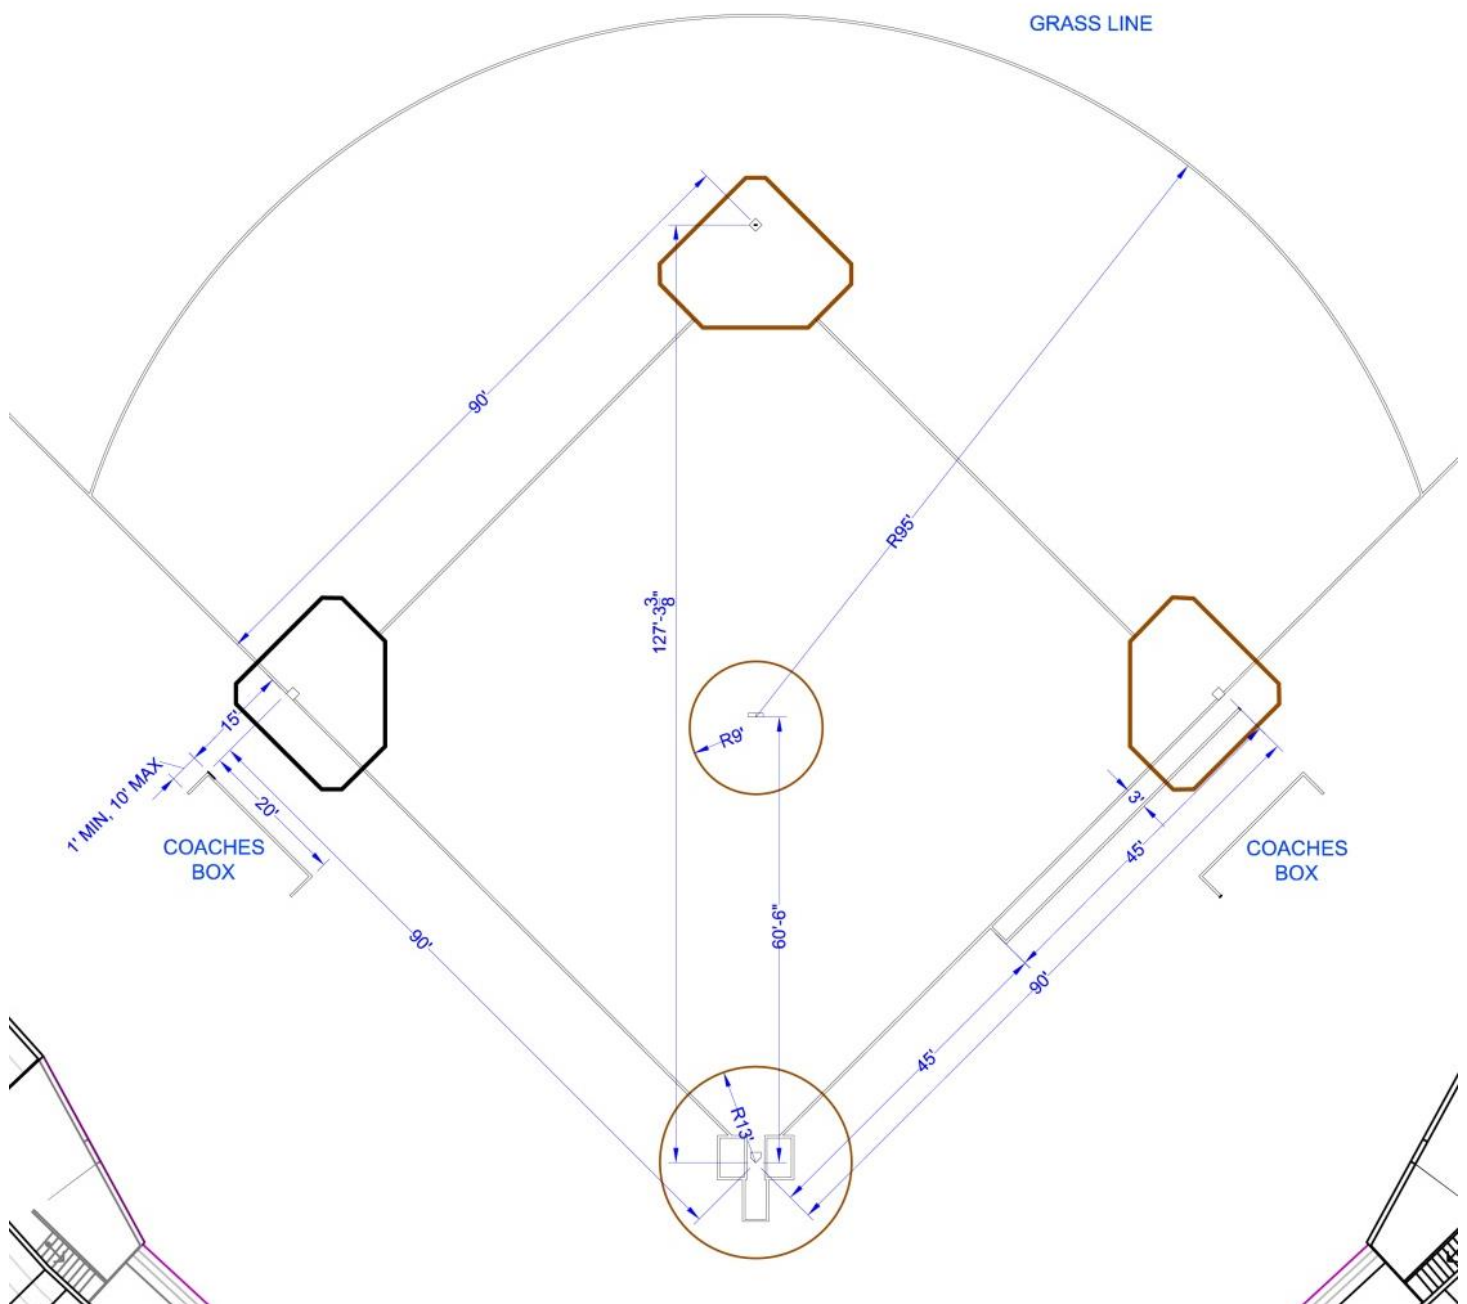 GRASS LINE
90'
R95'
127'-3 3/8"
R9'
15'
1' MIN, 10' MAX
20'
3'
COACHES
BOX
45'
COACHES
BOX
90'
60'-6"
90'
45'
R13'